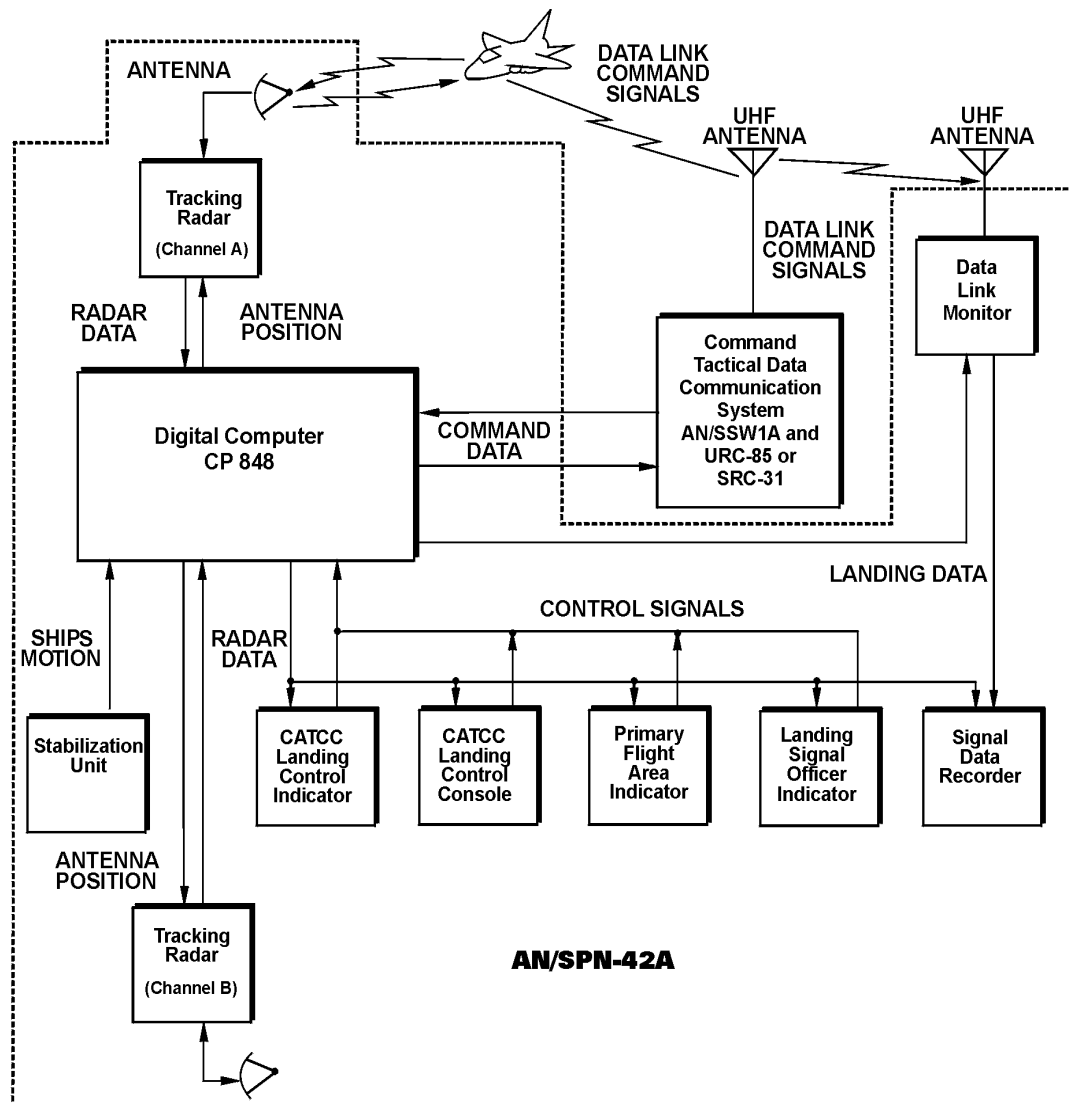 ANTENNA
DATA LINK
COMMAND
SIGNALS
UHF
ANTENNA
UHF
ANTENNA
Tracking
Radar
(Channel A)
DATA LINK
COMMAND
SIGNALS
Data
Link
Monitor
RADAR
DATA
ANTENNA
POSITION
Command
Tactical Data
Communication
System
AN/SSW1A and
URC-85 or
SRC-31
Digital Computer
CP 848
COMMAND
DATA
LANDING DATA
CONTROL SIGNALS
SHIPS
MOTION
RADAR
DATA
Stabilization
Unit
CATCC
Landing
Control
Indicator
CATCC
Landing
Control
Console
Primary
Flight
Area
Indicator
Landing
Signal
Officer
Indicator
Signal
Data
Recorder
ANTENNA
POSITION
Tracking
Radar
(Channel B)
AN/SPN-42A